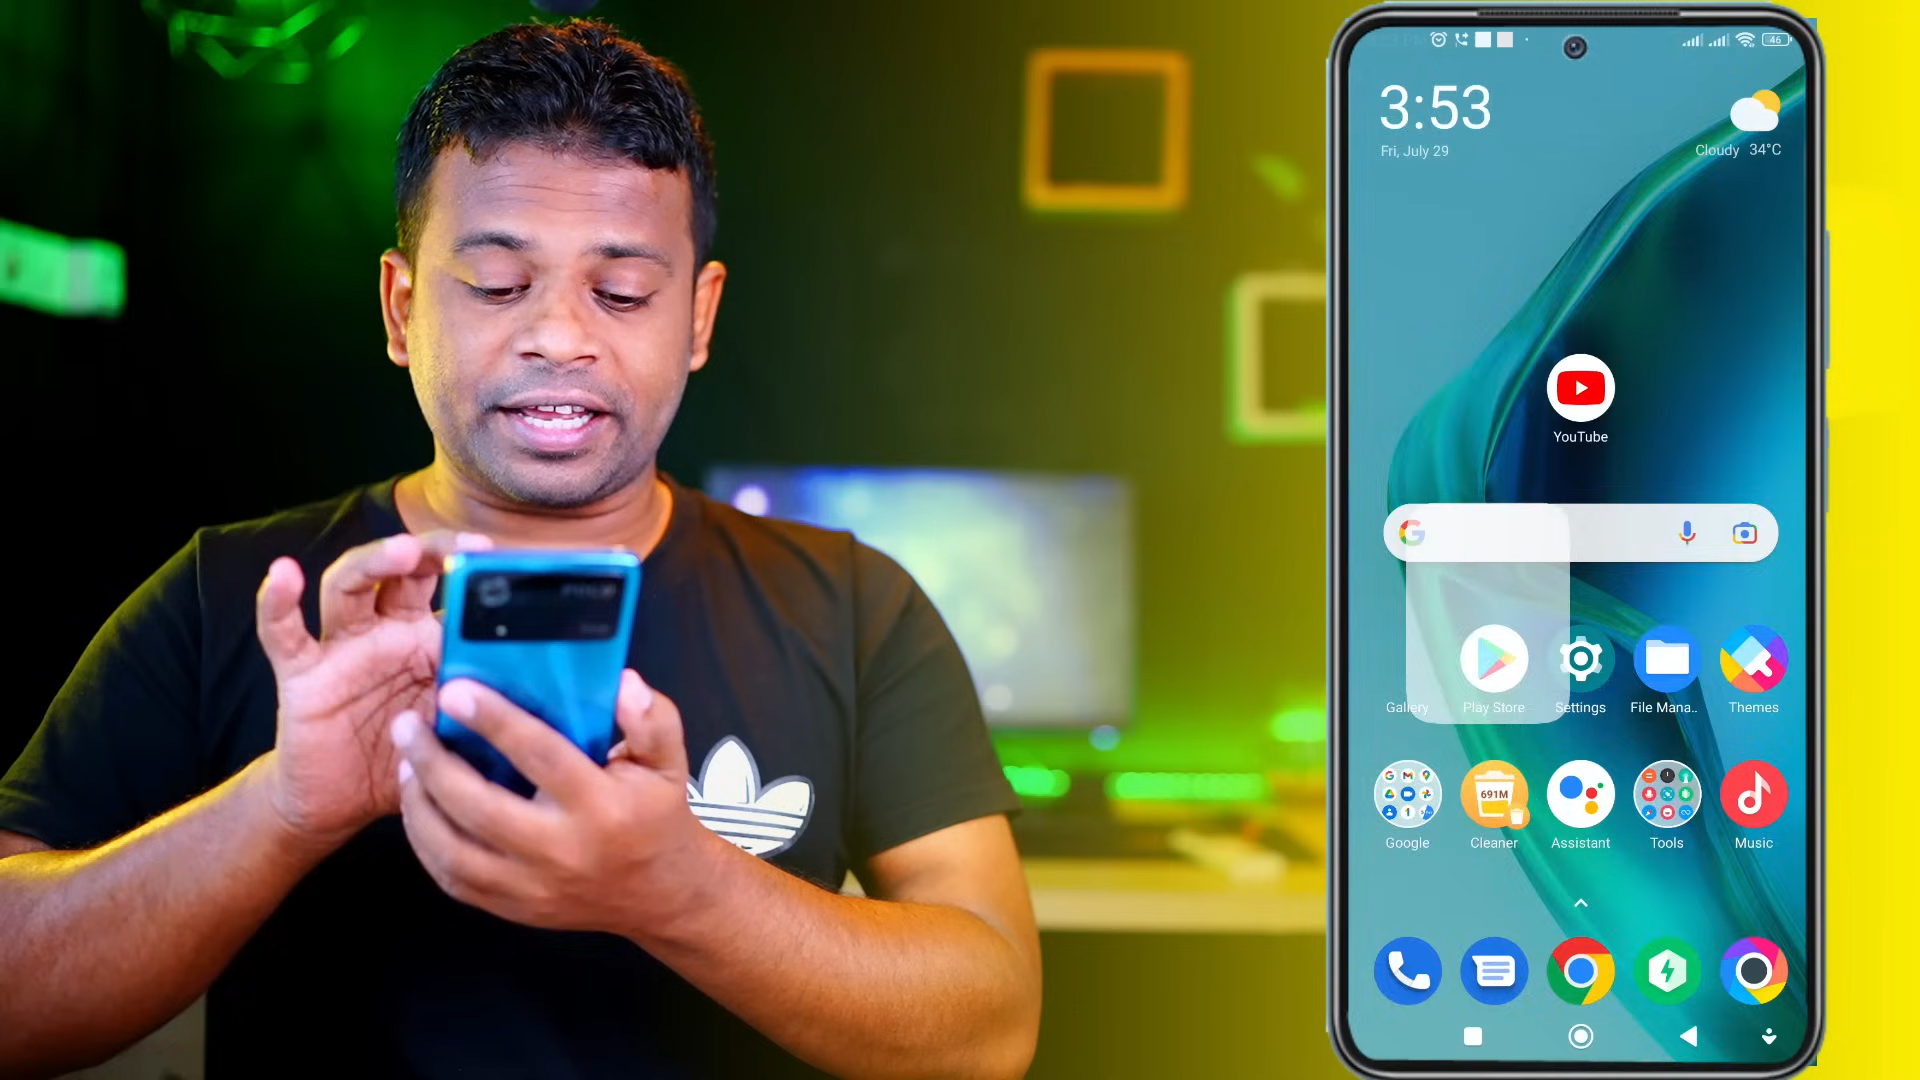 46
3:53
Fri, July 29
Cloudy 34°C
YouTube
Gallery Play Store Settings File Mana.. Themes
691M
Google Cleaner Assistant Tools Music